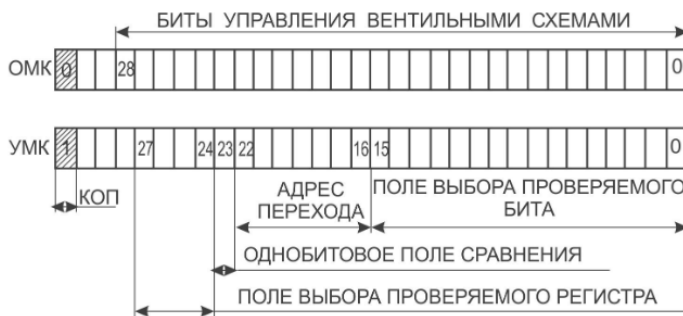 БИТЫ УПРАВЛЕНИЯ ВЕНТИЛЬНЫМИ СХЕМАМИ
ОМК 0 28 0
УМК 1 27 24 23 22 16 15 0
КОП
АДРЕС ПЕРЕХОДА
ПОЛЕ ВЫБОРА ПРОВЕРЯЕМОГО БИТА
ОДНОБИТОВОЕ ПОЛЕ СРАВНЕНИЯ
ПОЛЕ ВЫБОРА ПРОВЕРЯЕМОГО РЕГИСТРА